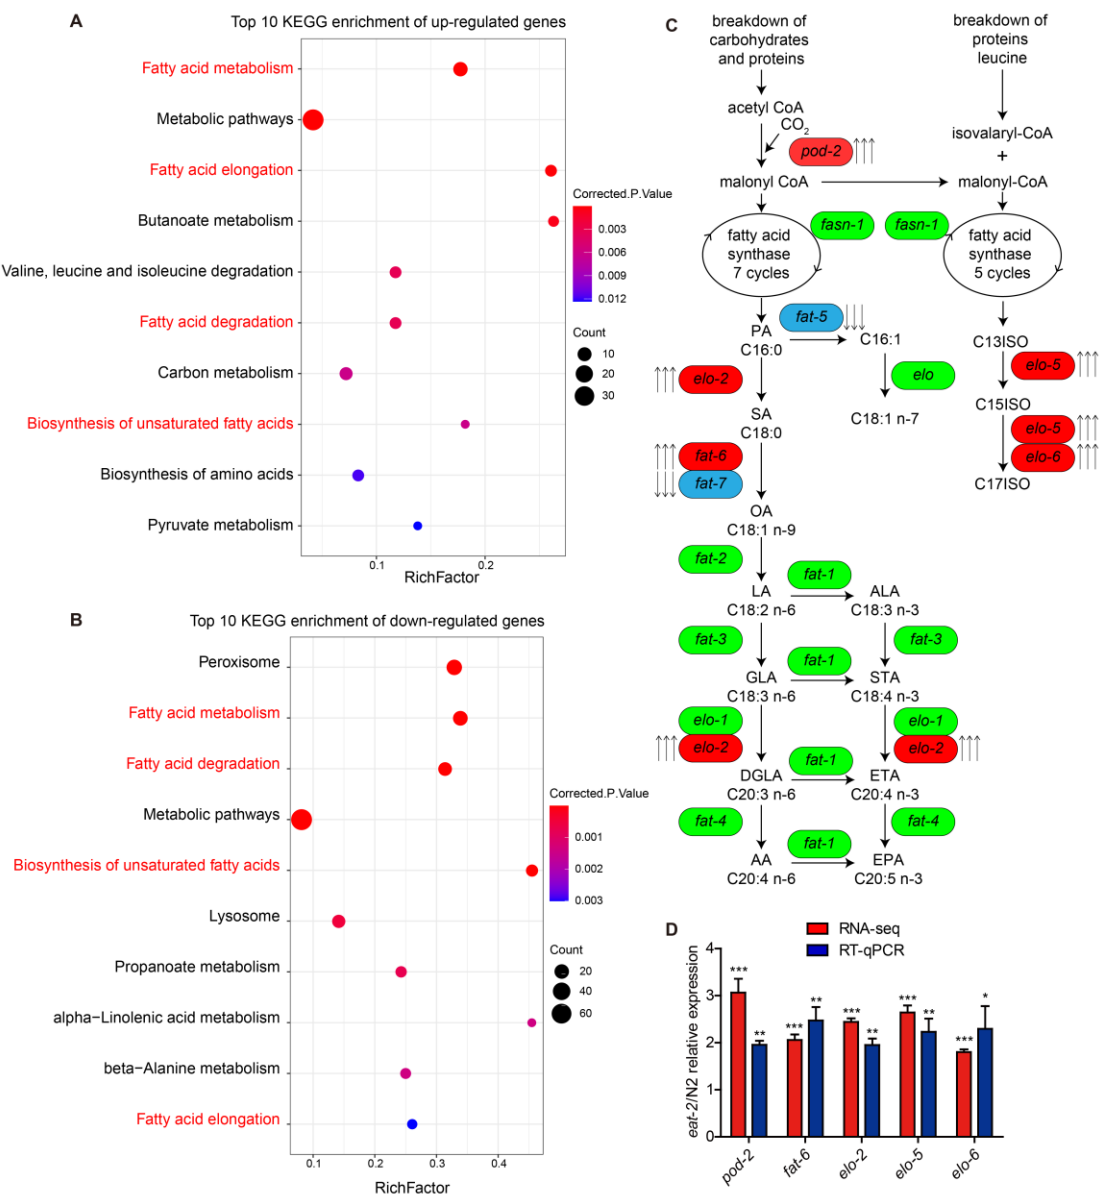 A
Top 10 KEGG enrichment of up-regulated genes
Fatty acid metabolism
Metabolic pathways
Fatty acid elongation
Butanoate metabolism
Valine, leucine and isoleucine degradation
Fatty acid degradation
Carbon metabolism
Biosynthesis of unsaturated fatty acids
Biosynthesis of amino acids
Pyruvate metabolism
0.1 0.2
RichFactor
Corrected.P.Value
0.003
0.006
0.009
0.012
Count
10
20
30
B
Top 10 KEGG enrichment of down-regulated genes
Peroxisome
Fatty acid metabolism
Fatty acid degradation
Metabolic pathways
Biosynthesis of unsaturated fatty acids
Lysosome
Propanoate metabolism
alpha−Linolenic acid metabolism
beta−Alanine metabolism
Fatty acid elongation
0.1 0.2 0.3 0.4
RichFactor
Corrected.P.Value
0.001
0.002
0.003
Count
20
40
60
C
breakdown of
carbohydrates
and proteins
breakdown of
proteins
leucine
acetyl CoA
CO2
pod-2 ↑↑↑
isovalaryl-CoA
+
malonyl CoA
malonyl-CoA
fasn-1 fasn-1
fatty acid
synthase
7 cycles
fatty acid
synthase
5 cycles
fat-5 ↓↓↓
PA
C16:0
C16:1
C13ISO
↑↑↑ elo-2
elo
elo-5 ↑↑↑
SA
C18:0
C18:1 n-7
C15ISO
elo-5 ↑↑↑
elo-6 ↑↑↑
C17ISO
↑↑↑ fat-6
↓↓↓ fat-7
OA
C18:1 n-9
fat-2
fat-1
LA
C18:2 n-6
ALA
C18:3 n-3
fat-3
fat-1
fat-3
GLA
C18:3 n-6
STA
C18:4 n-3
elo-1
↑↑↑ elo-2
elo-1
elo-2 ↑↑↑
fat-1
DGLA
C20:3 n-6
ETA
C20:4 n-3
fat-4
fat-1
fat-4
AA
C20:4 n-6
EPA
C20:5 n-3
D
RNA-seq
RT-qPCR
eat-2/N2 relative expression
4
3
2
1
0
*** **
*** **
*** **
*** **
*** *
pod-2 fat-6 elo-2 elo-5 elo-6